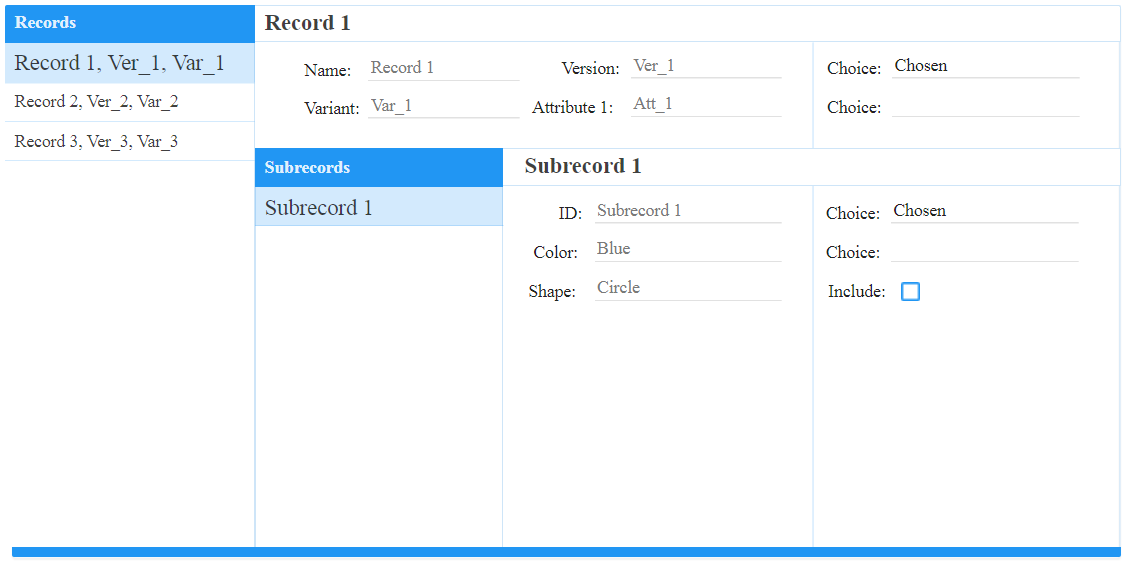 Records
Record 1, Ver_1, Var_1
Record 2, Ver_2, Var_2
Record 3, Ver_3, Var_3
Record 1
Name: Record 1 Version: Ver_1 Choice: Chosen
Variant: Var_1 Attribute 1: Att_1 Choice:
Subrecords
Subrecord 1
Subrecord 1
ID: Subrecord 1 Choice: Chosen
Color: Blue Choice:
Shape: Circle Include: